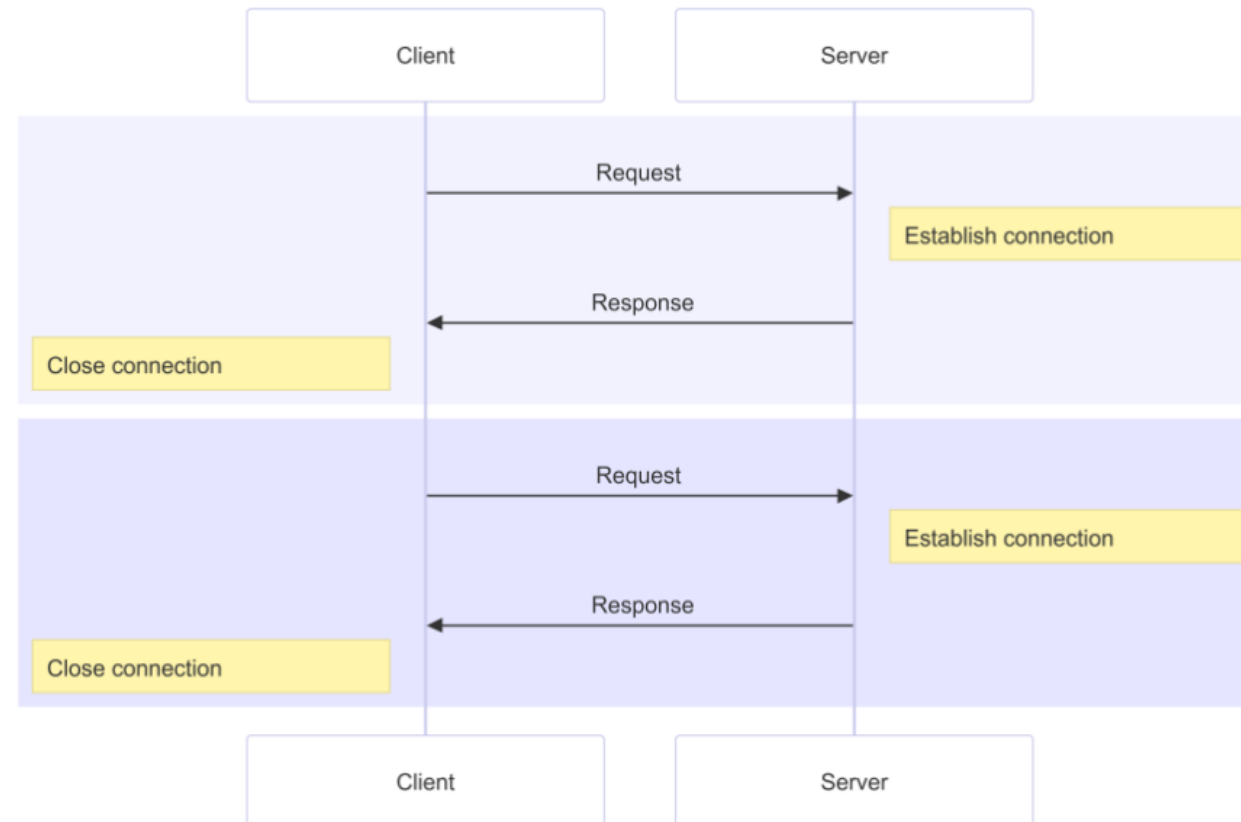 Client
Server
Request
Establish connection
Response
Close connection
Request
Establish connection
Response
Close connection
Client
Server